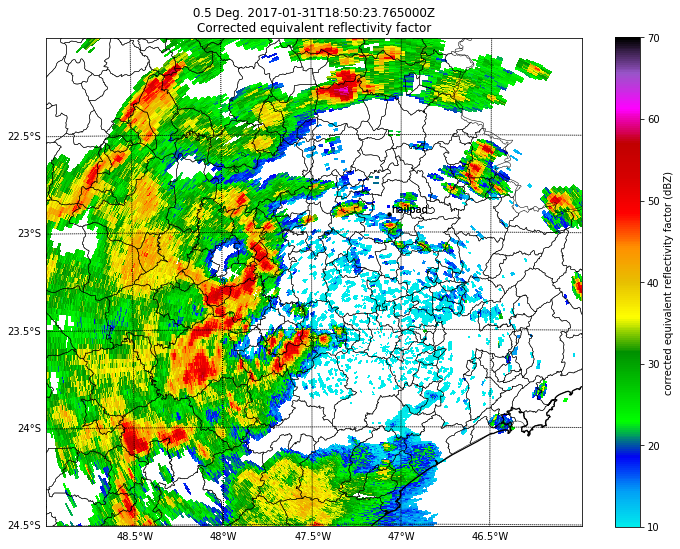 0.5 Deg. 2017-01-31T18:50:23.765000Z
Corrected equivalent reflectivity factor
22.5°S
23°S
23.5°S
24°S
24.5°S
48.5°W
48°W
47.5°W
47°W
46.5°W
hailpad
70
60
50
40
30
20
10
corrected equivalent reflectivity factor (dBZ)